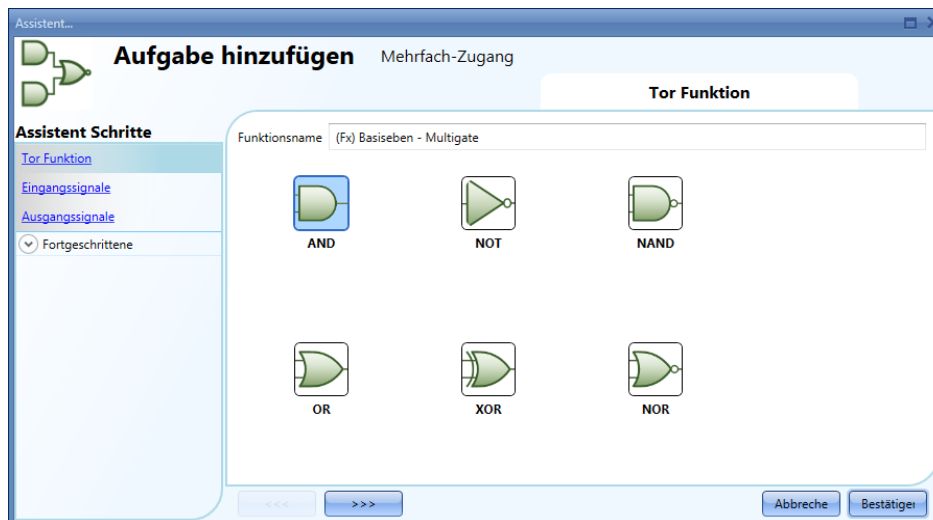 Assistent...
Aufgabe hinzufügen Mehrfach-Zugang
Tor Funktion
Assistent Schritte
Tor Funktion
Eingangssignale
Ausgangssignale
Fortgeschrittene
Funktionsname (Fx) Basiseben - Multigate
AND NOT NAND
OR XOR NOR
<<< >>> Abbreche Bestätiger